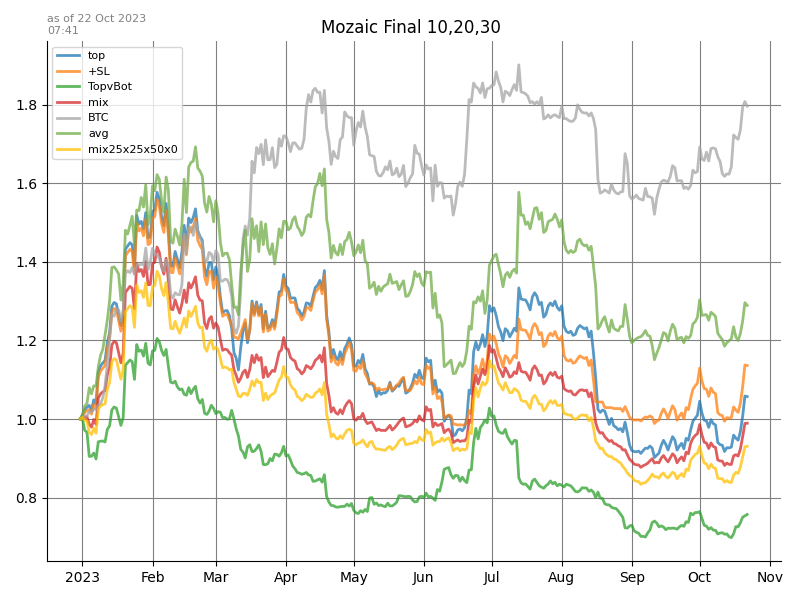 as of 22 Oct 2023
07:41
Mozaic Final 10,20,30
top
+SL
TopvBot
mix
BTC
avg
mix25x25x50x0
1.8
1.6
1.4
1.2
1.0
0.8
2023 Feb Mar Apr May Jun Jul Aug Sep Oct Nov